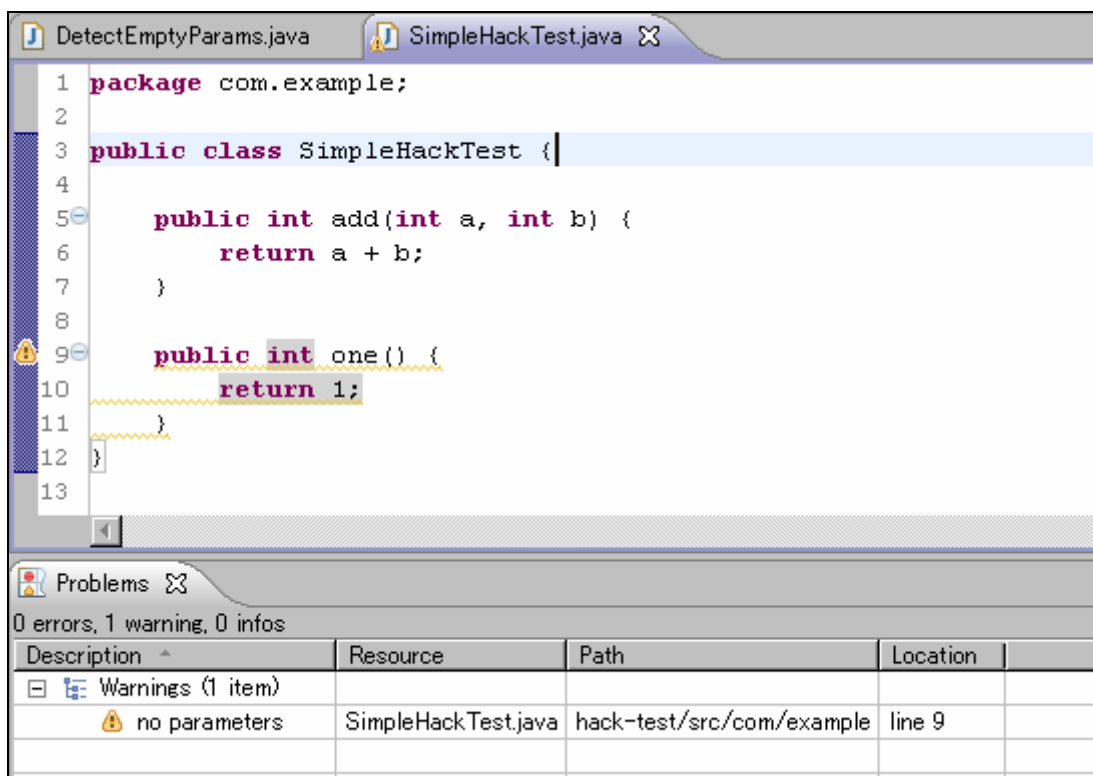 DetectEmptyParams.java SimpleHackTest.java
1 package com.example;
2
3 public class SimpleHackTest {
4
5 public int add(int a, int b) {
6 return a + b;
7 }
8
9 public int one() {
10 return 1;
11 }
12 }
13
Problems
0 errors, 1 warning, 0 infos
Description Resource Path Location
Warnings (1 item)
no parameters SimpleHackTest.java hack-test/src/com/example line 9